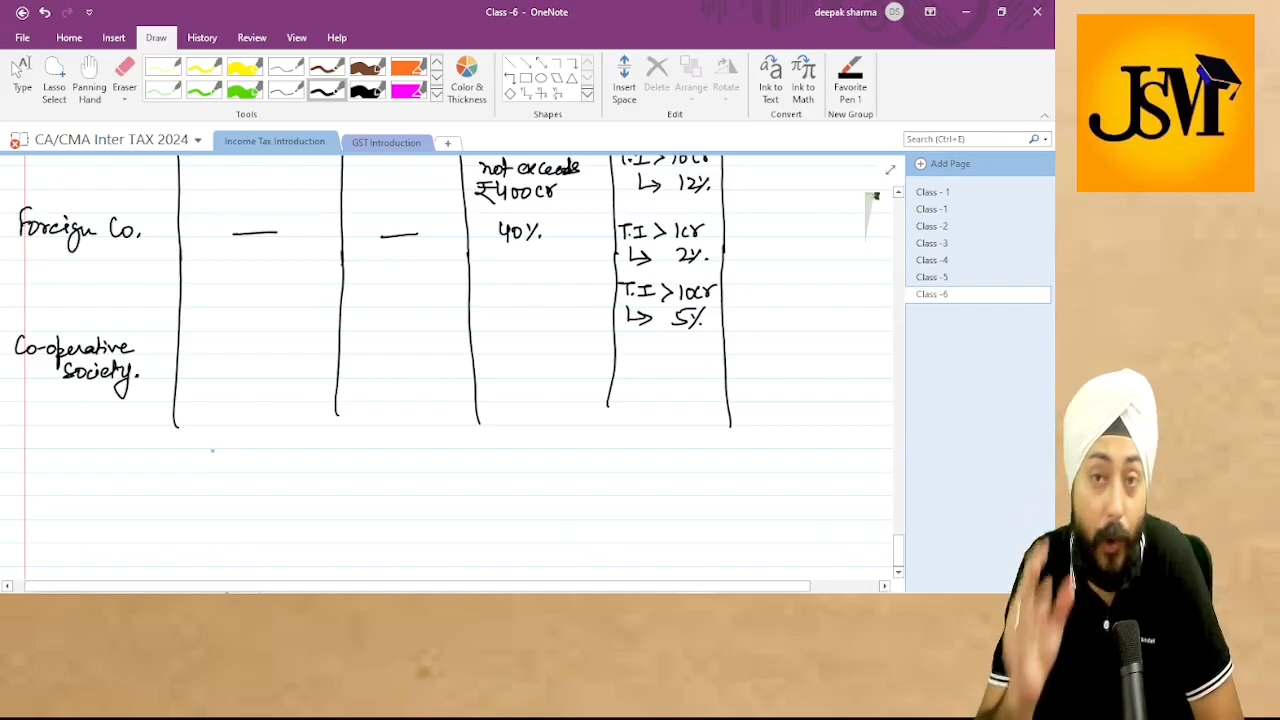 Class -6 - OneNote
deepak sharma
DS
File Home Insert Draw History Review View Help
Type
Lasso Select
Panning Hand
Eraser
Color & Thickness
Insert Space
Delete
Arrange
Rotate
Ink to Text
Ink to Math
Favorite Pen 1
Tools
Shapes
Edit
Convert
New Group
CA/CMA Inter TAX 2024
Income Tax Introduction
GST Introduction
Search (Ctrl+E)
Add Page
Class - 1
Class -1
Class -2
Class -3
Class -4
Class -5
Class -6
not exceeds
₹400cr
T.I > 10cr
↳ 12%
Foreign Co. — — 40%. T.I > 1cr
↳ 2%.
T.I > 10cr
↳ 5%
Co-operative
society.
JSM